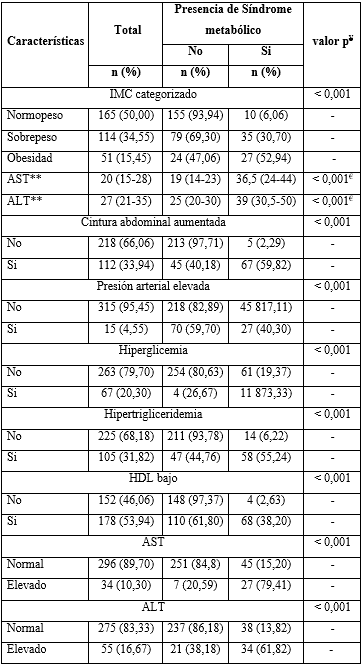 Características Total Presencia de Síndrome metabólico valor p¥
No Si
n (%) n (%) n (%)
IMC categorizado < 0,001
Normopeso 165 (50,00) 155 (93,94) 10 (6,06) -
Sobrepeso 114 (34,55) 79 (69,30) 35 (30,70) -
Obesidad 51 (15,45) 24 (47,06) 27 (52,94) -
AST** 20 (15-28) 19 (14-23) 36,5 (24-44) < 0,001€
ALT** 27 (21-35) 25 (20-30) 39 (30,5-50) < 0,001€
Cintura abdominal aumentada < 0,001
No 218 (66,06) 213 (97,71) 5 (2,29) -
Si 112 (33,94) 45 (40,18) 67 (59,82) -
Presión arterial elevada < 0,001
No 315 (95,45) 218 (82,89) 45 817,11) -
Si 15 (4,55) 70 (59,70) 27 (40,30) -
Hiperglicemia < 0,001
No 263 (79,70) 254 (80,63) 61 (19,37) -
Si 67 (20,30) 4 (26,67) 11 873,33) -
Hipertrigliceridemia < 0,001
No 225 (68,18) 211 (93,78) 14 (6,22) -
Si 105 (31,82) 47 (44,76) 58 (55,24) -
HDL bajo < 0,001
No 152 (46,06) 148 (97,37) 4 (2,63) -
Si 178 (53,94) 110 (61,80) 68 (38,20) -
AST < 0,001
Normal 296 (89,70) 251 (84,8) 45 (15,20) -
Elevado 34 (10,30) 7 (20,59) 27 (79,41) -
ALT < 0,001
Normal 275 (83,33) 237 (86,18) 38 (13,82) -
Elevado 55 (16,67) 21 (38,18) 34 (61,82) -